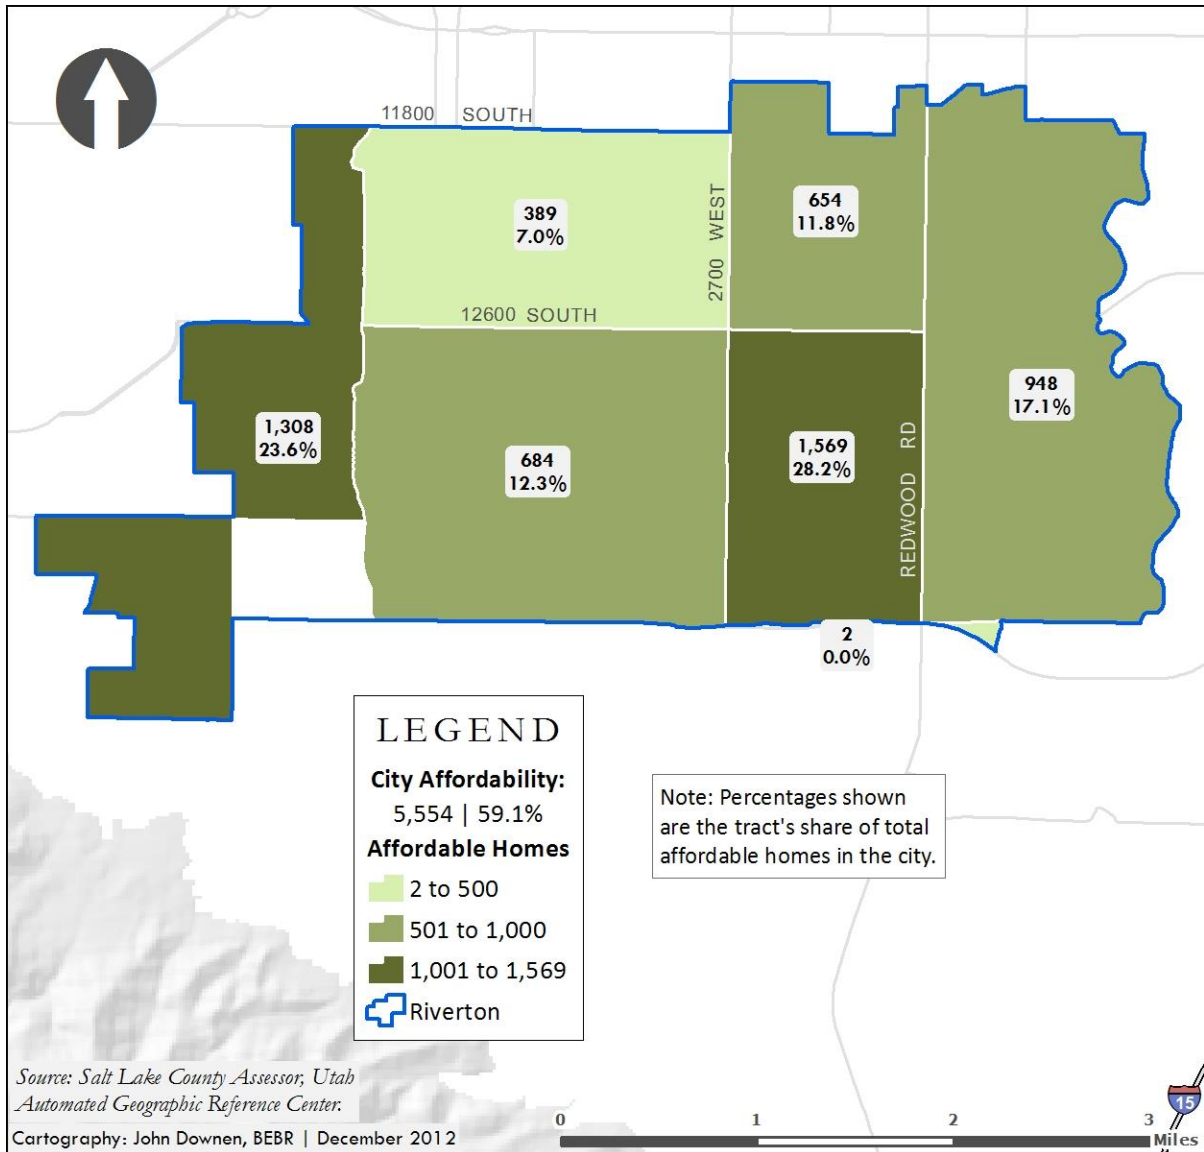 11800 SOUTH
389
7.0%
2700 WEST
654
11.8%
12600 SOUTH
948
17.1%
1,308
23.6%
684
12.3%
1,569
28.2%
REDWOOD RD
2
0.0%
LEGEND
City Affordability:
5,554 | 59.1%
Affordable Homes
2 to 500
501 to 1,000
1,001 to 1,569
Riverton
Note: Percentages shown
are the tract's share of total
affordable homes in the city.
Source: Salt Lake County Assessor, Utah
Automated Geographic Reference Center.
Cartography: John Downen, BEBR | December 2012
0 1 2 3
Miles
15